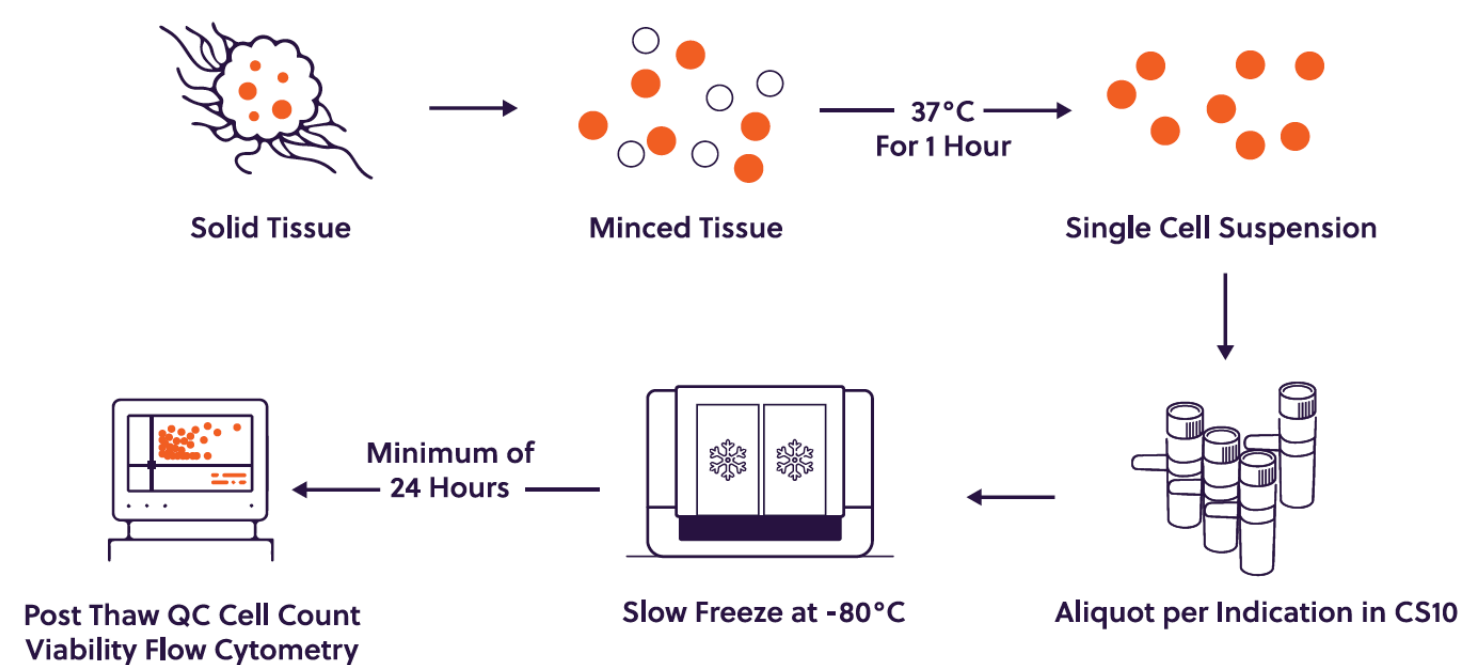 Solid Tissue
Minced Tissue
37°C
For 1 Hour
Single Cell Suspension
Aliquot per Indication in CS10
Slow Freeze at -80°C
Minimum of
24 Hours
Post Thaw QC Cell Count
Viability Flow Cytometry